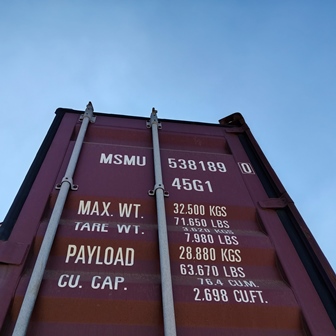 MSMU 538189 0
45G1
MAX. WT. 32.500 KGS
71.650 LBS
TARE WT. 3.620 KGS
7.980 LBS
PAYLOAD 28.880 KGS
63.670 LBS
CU. CAP. 76.4 CU.M.
2.698 CU.FT.